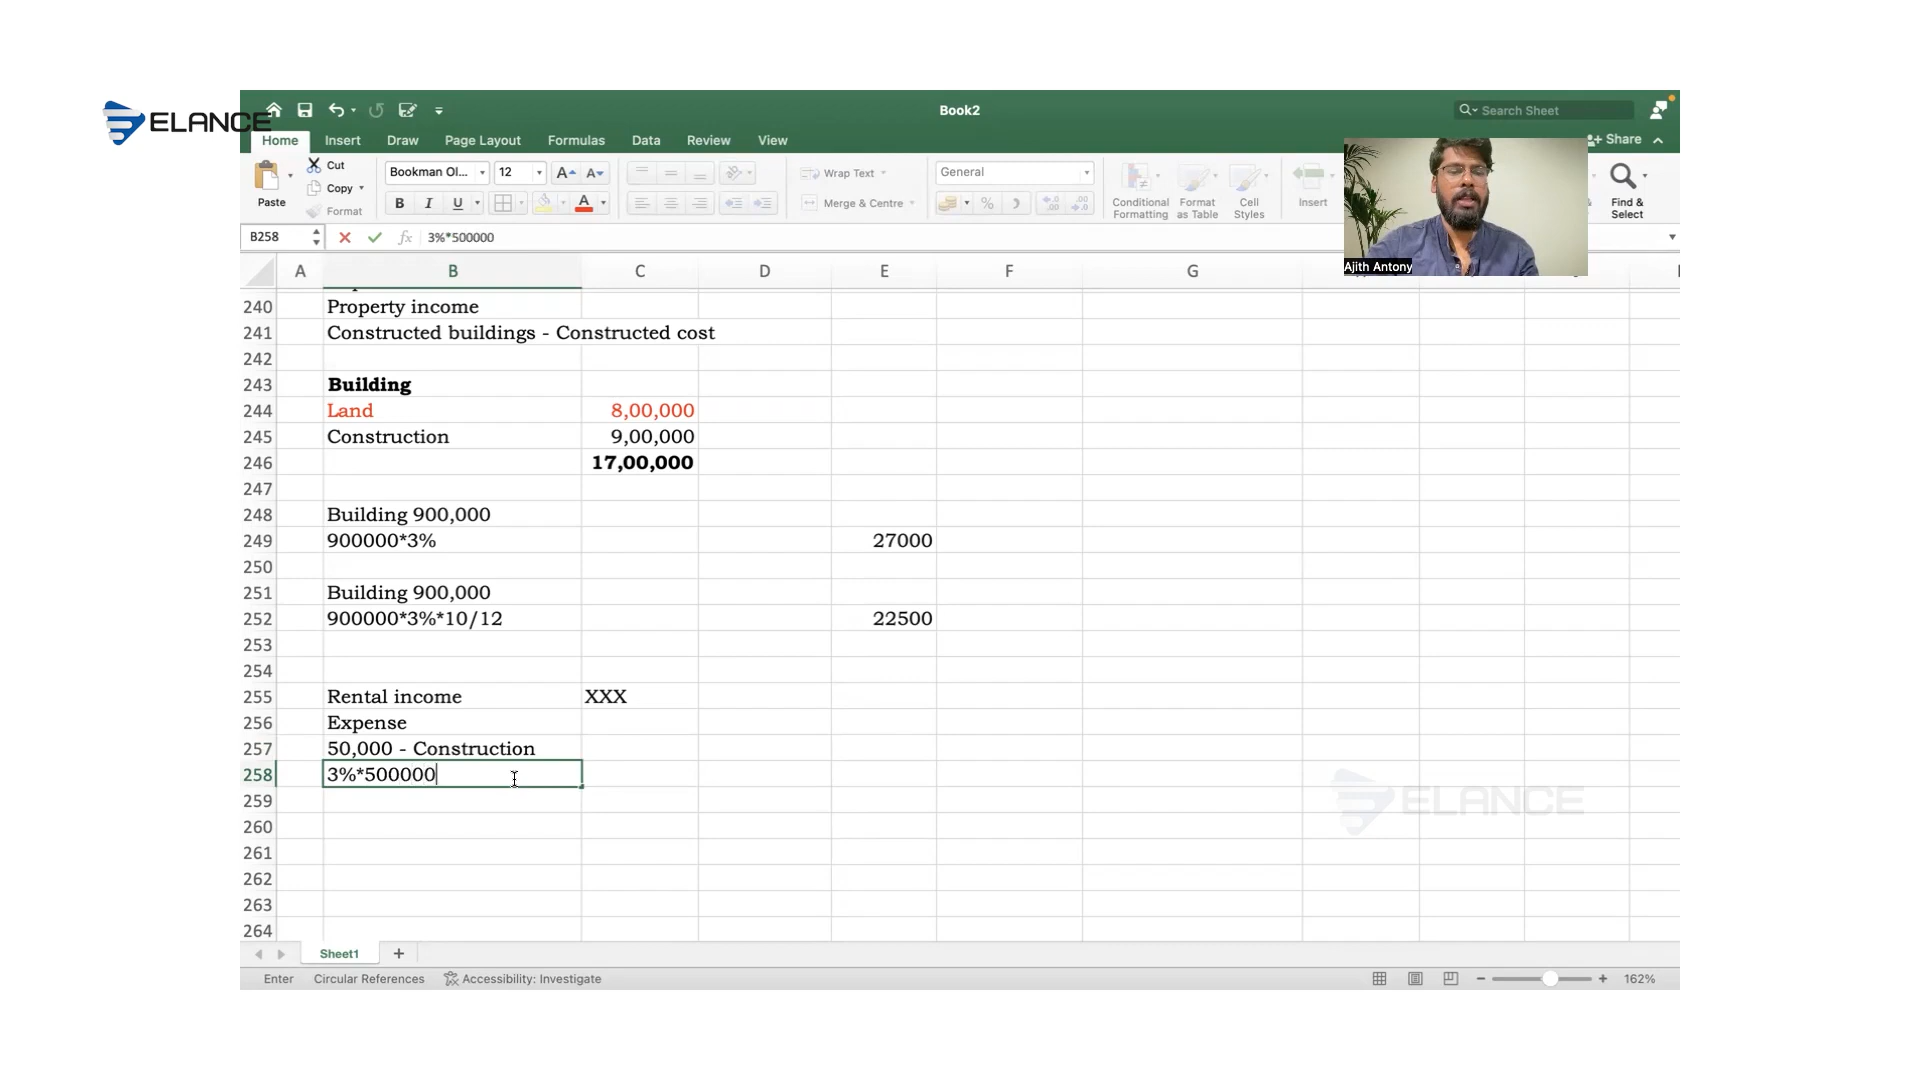 ELANCE
Book2
Search Sheet
Home Insert Draw Page Layout Formulas Data Review View
Share
Paste
Cut
Copy
Format
Bookman Ol...
12
B I U
A
Wrap Text
Merge & Centre
General
%
Conditional Formatting
Format as Table
Cell Styles
Insert
Find & Select
Ajith Antony
B258
fx
3%*500000
A B C D E F G
240 Property income
241 Constructed buildings - Constructed cost
242
243 Building
244 Land 8,00,000
245 Construction 9,00,000
246 17,00,000
247
248 Building 900,000
249 900000*3% 27000
250
251 Building 900,000
252 900000*3%*10/12 22500
253
254
255 Rental income XXX
256 Expense
257 50,000 - Construction
258 3%*500000
259
260
261
262
263
264
ELANCE
Sheet1 +
Enter Circular References Accessibility: Investigate
162%